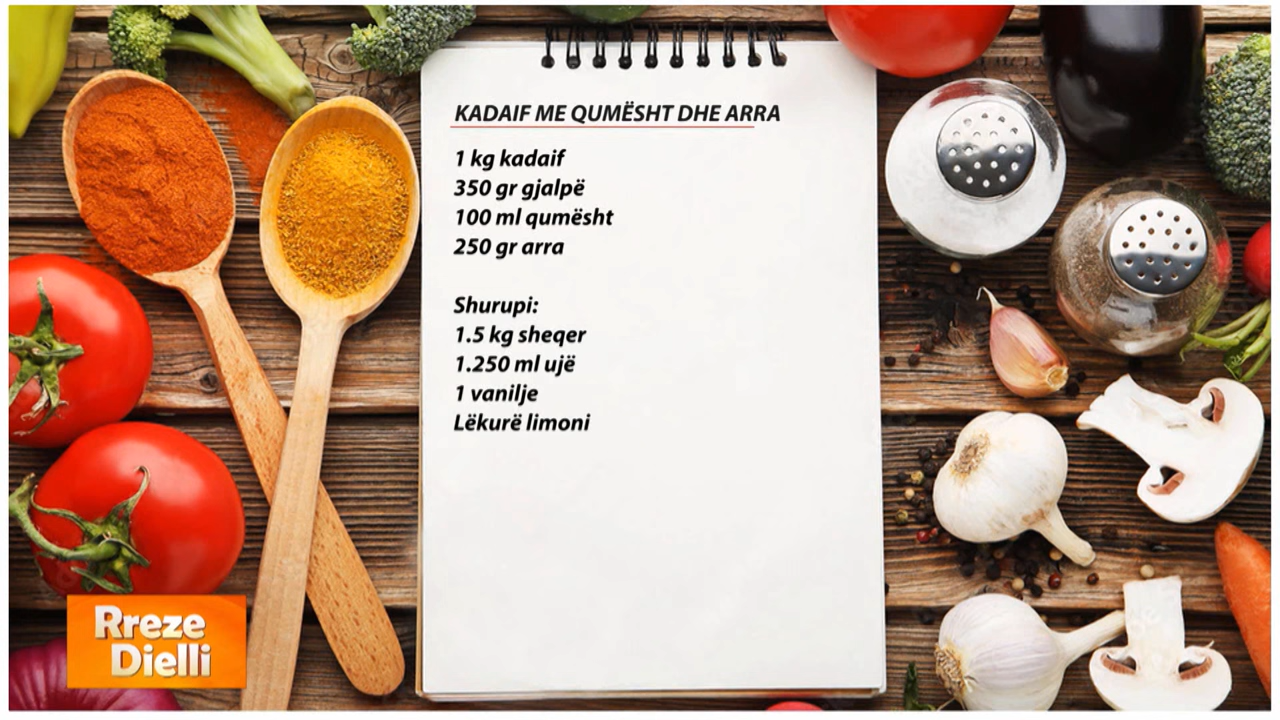 KADAIF ME QUMËSHT DHE ARRA
1 kg kadaif
350 gr gjalpë
100 ml qumësht
250 gr arra
Shurupi:
1.5 kg sheqer
1.250 ml ujë
1 vanilje
Lëkurë limoni
Rreze
Dielli